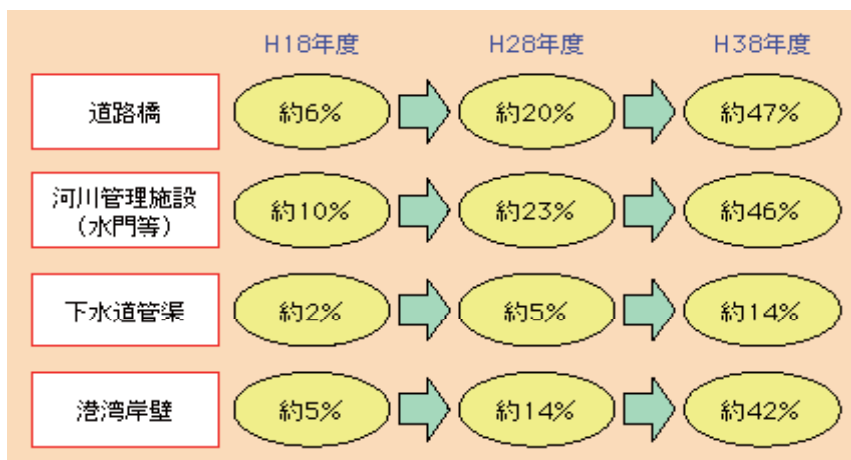 H18年度 H28年度 H38年度
道路橋 約6% 約20% 約47%
河川管理施設
（水門等） 約10% 約23% 約46%
下水道管渠 約2% 約5% 約14%
港湾岸壁 約5% 約14% 約42%